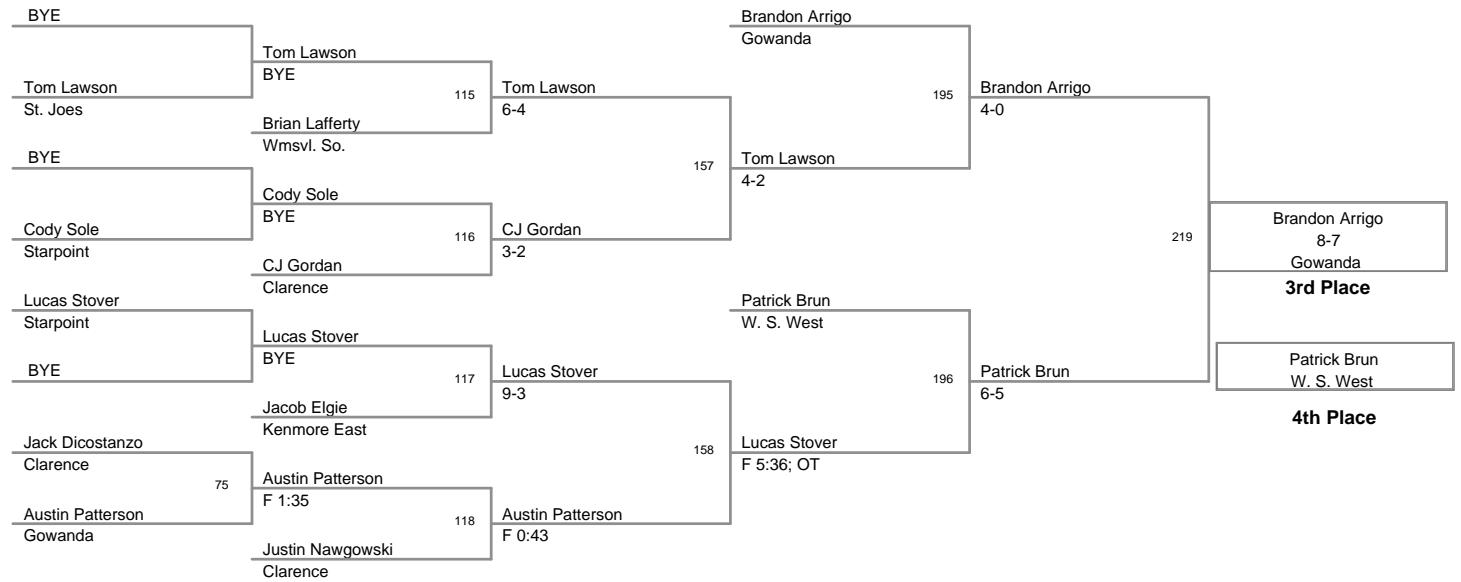 BYE
Tom Lawson
St. Joes
BYE
Cody Sole
Starpoint
Lucas Stover
Starpoint
BYE
Jack Dicostanzo
Clarence
75
Austin Patterson
Gowanda
Tom Lawson
BYE
115
Brian Lafferty
Wmsvl. So.
Cody Sole
BYE
116
CJ Gordan
Clarence
Lucas Stover
BYE
117
Jacob Elgie
Kenmore East
Austin Patterson
F 1:35
118
Justin Nawgowski
Clarence
Tom Lawson
6-4
157
CJ Gordan
3-2
Lucas Stover
9-3
158
Austin Patterson
F 0:43
Brandon Arrigo
Gowanda
195
Tom Lawson
4-2
Patrick Brun
W. S. West
196
Lucas Stover
F 5:36; OT
Brandon Arrigo
4-0
219
Patrick Brun
6-5
Brandon Arrigo
8-7
Gowanda
3rd Place
Patrick Brun
W. S. West
4th Place